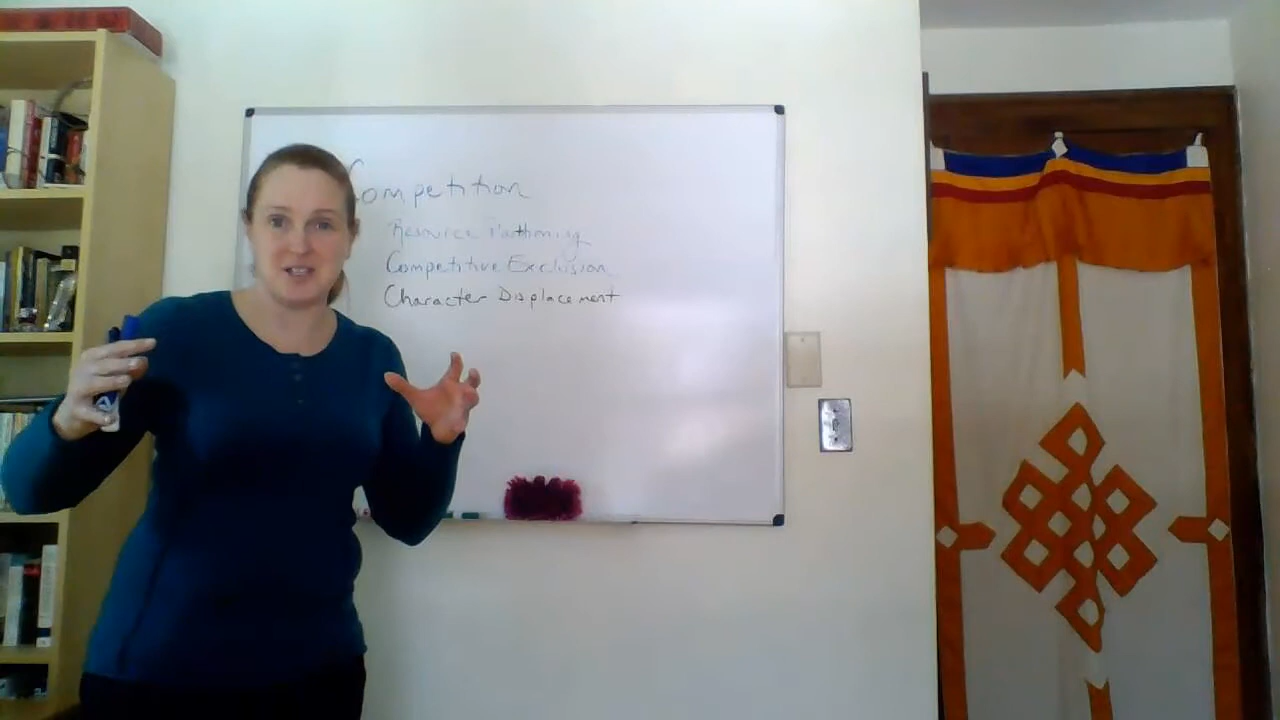 Competition
Resource Partitioning
Competitive Exclusion
Character Displacement